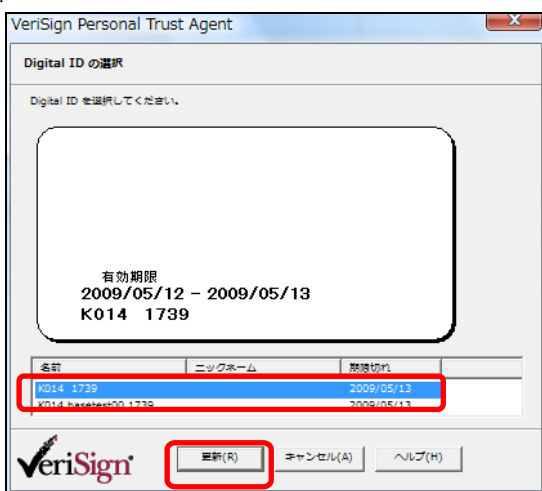 VeriSign Personal Trust Agent
Digital ID の選択
Digital ID を選択してください。
有効期限
2009/05/12 - 2009/05/13
K014 1739
名前 ニックネーム 期限切れ
K014 1739 2009/05/13
K014 basetest00 1739 2009/05/13
VeriSign 更新(R) キャンセル(A) ヘルプ(H)